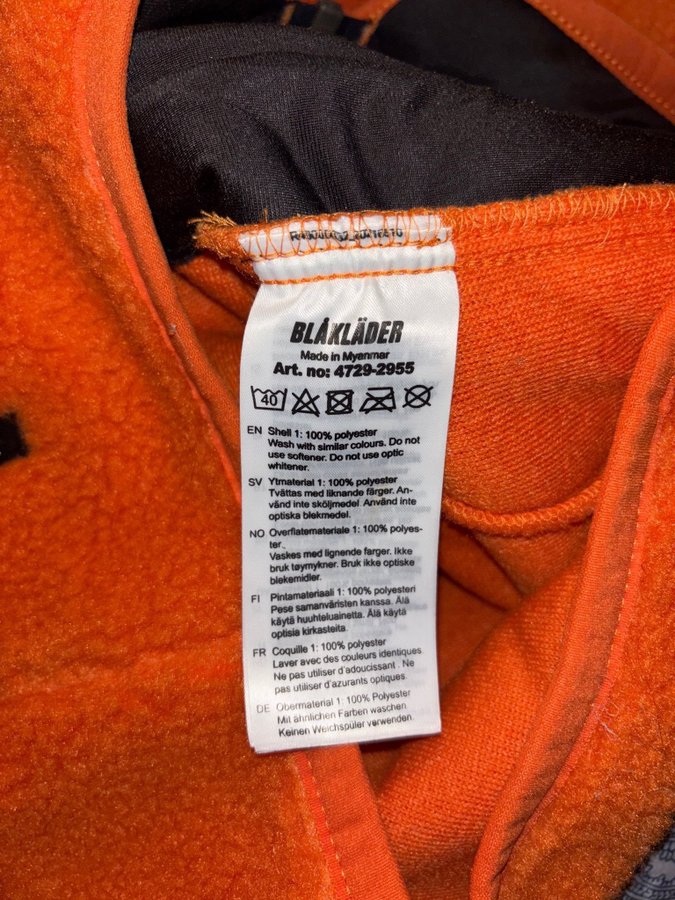 BLÅKLÄDER
Made in Myanmar
Art. no: 4729-2955
40
EN Shell 1: 100% polyester
Wash with similar colours. Do not
use softener. Do not use optic
whitener.
SV Ytmaterial 1: 100% polyester
Tvättas med liknande färger. An-
vänd inte sköljmedel. Använd inte
optiska blekmedel.
NO Overflatemateriale 1: 100% polyes-
ter.
Vaskes med lignende farger. Ikke
bruk tøymykner. Bruk ikke optiske
blekemidler.
FI Pintamateriaali 1: 100% polyesteri
Pese samanväristen kanssa. Älä
käytä huuhteluainetta. Älä käytä
optisia kirkasteita.
FR Coquille 1: 100% polyester
Laver avec des couleurs identiques.
Ne pas utiliser d'adoucissant. Ne
pas utiliser d'azurants optiques.
DE Obermaterial 1: 100% Polyester
Mit ähnlichen Farben waschen.
Keinen Weichspüler verwenden.